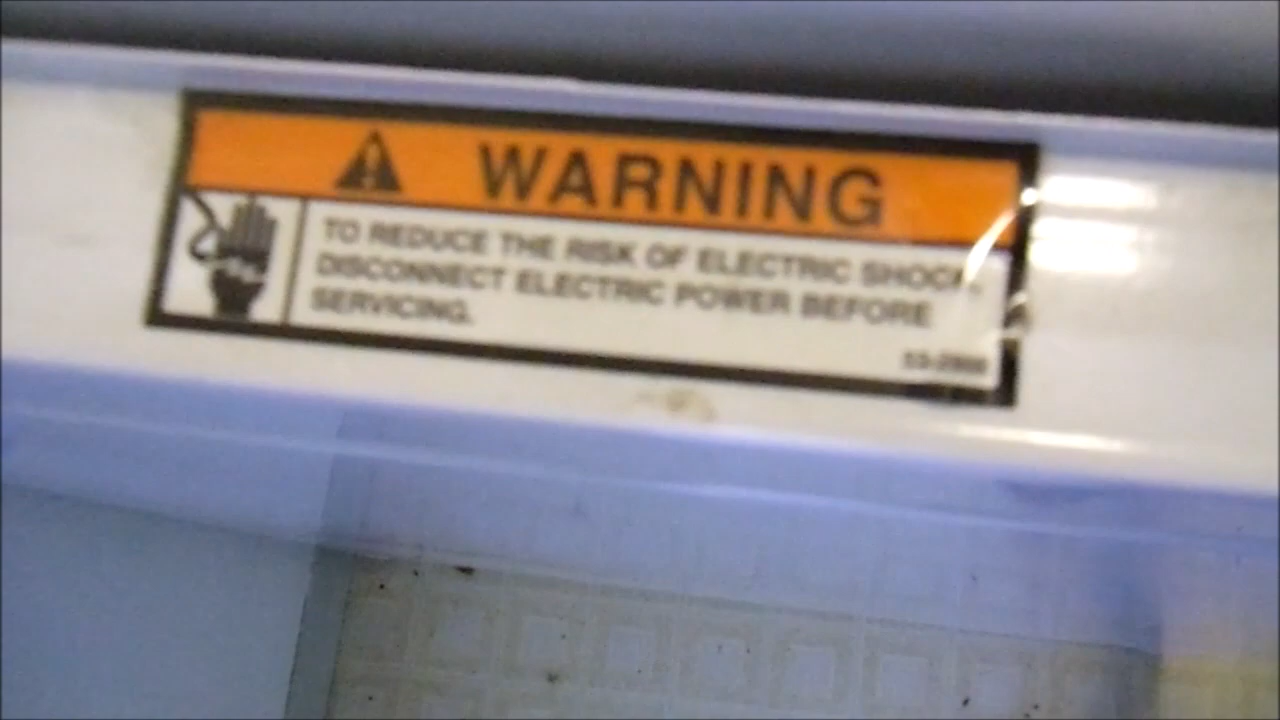 WARNING
TO REDUCE THE RISK OF ELECTRIC SHOCK,
DISCONNECT ELECTRIC POWER BEFORE
SERVICING.